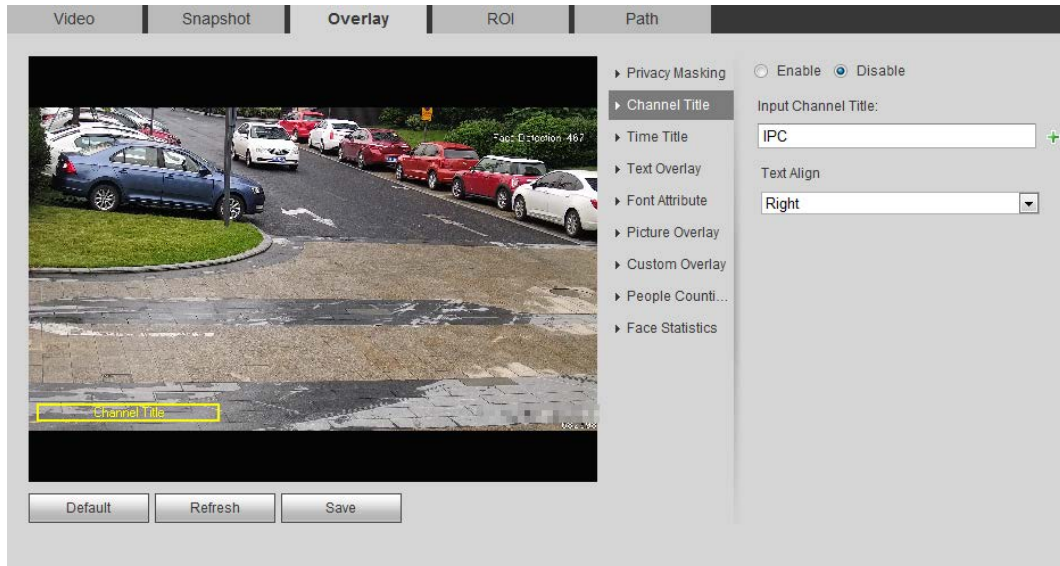 Video
Snapshot
Overlay
ROI
Path
Privacy Masking
Channel Title
Time Title
Text Overlay
Font Attribute
Picture Overlay
Custom Overlay
People Counti...
Face Statistics
Enable
Disable
Input Channel Title:
IPC
Text Align
Right
Face Detection 467
Channel Title
Default
Refresh
Save